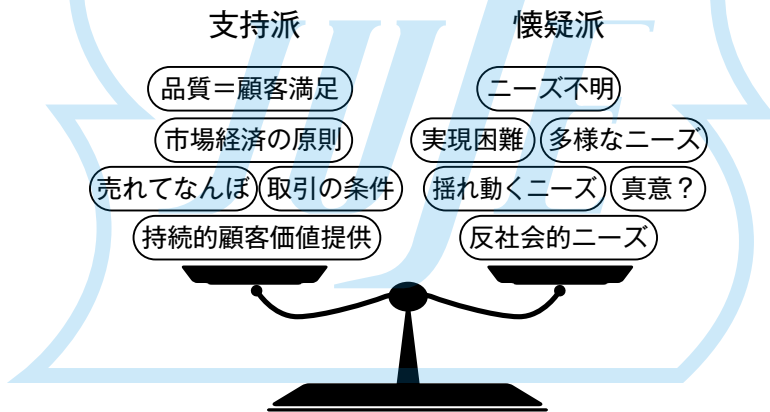 支持派 懐疑派
品質＝顧客満足 ニーズ不明
市場経済の原則 実現困難 多様なニーズ
売れてなんぼ 取引の条件 揺れ動くニーズ 真意？
持続的顧客価値提供 反社会的ニーズ
JUSE